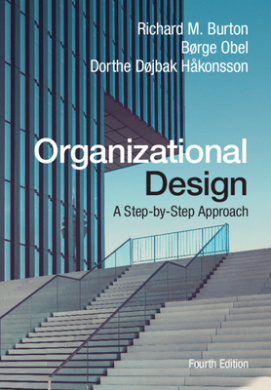 Richard M. Burton
Børge Obel
Dorthe Døjbak Håkonsson
Organizational
Design
A Step-by-Step Approach
Fourth Edition